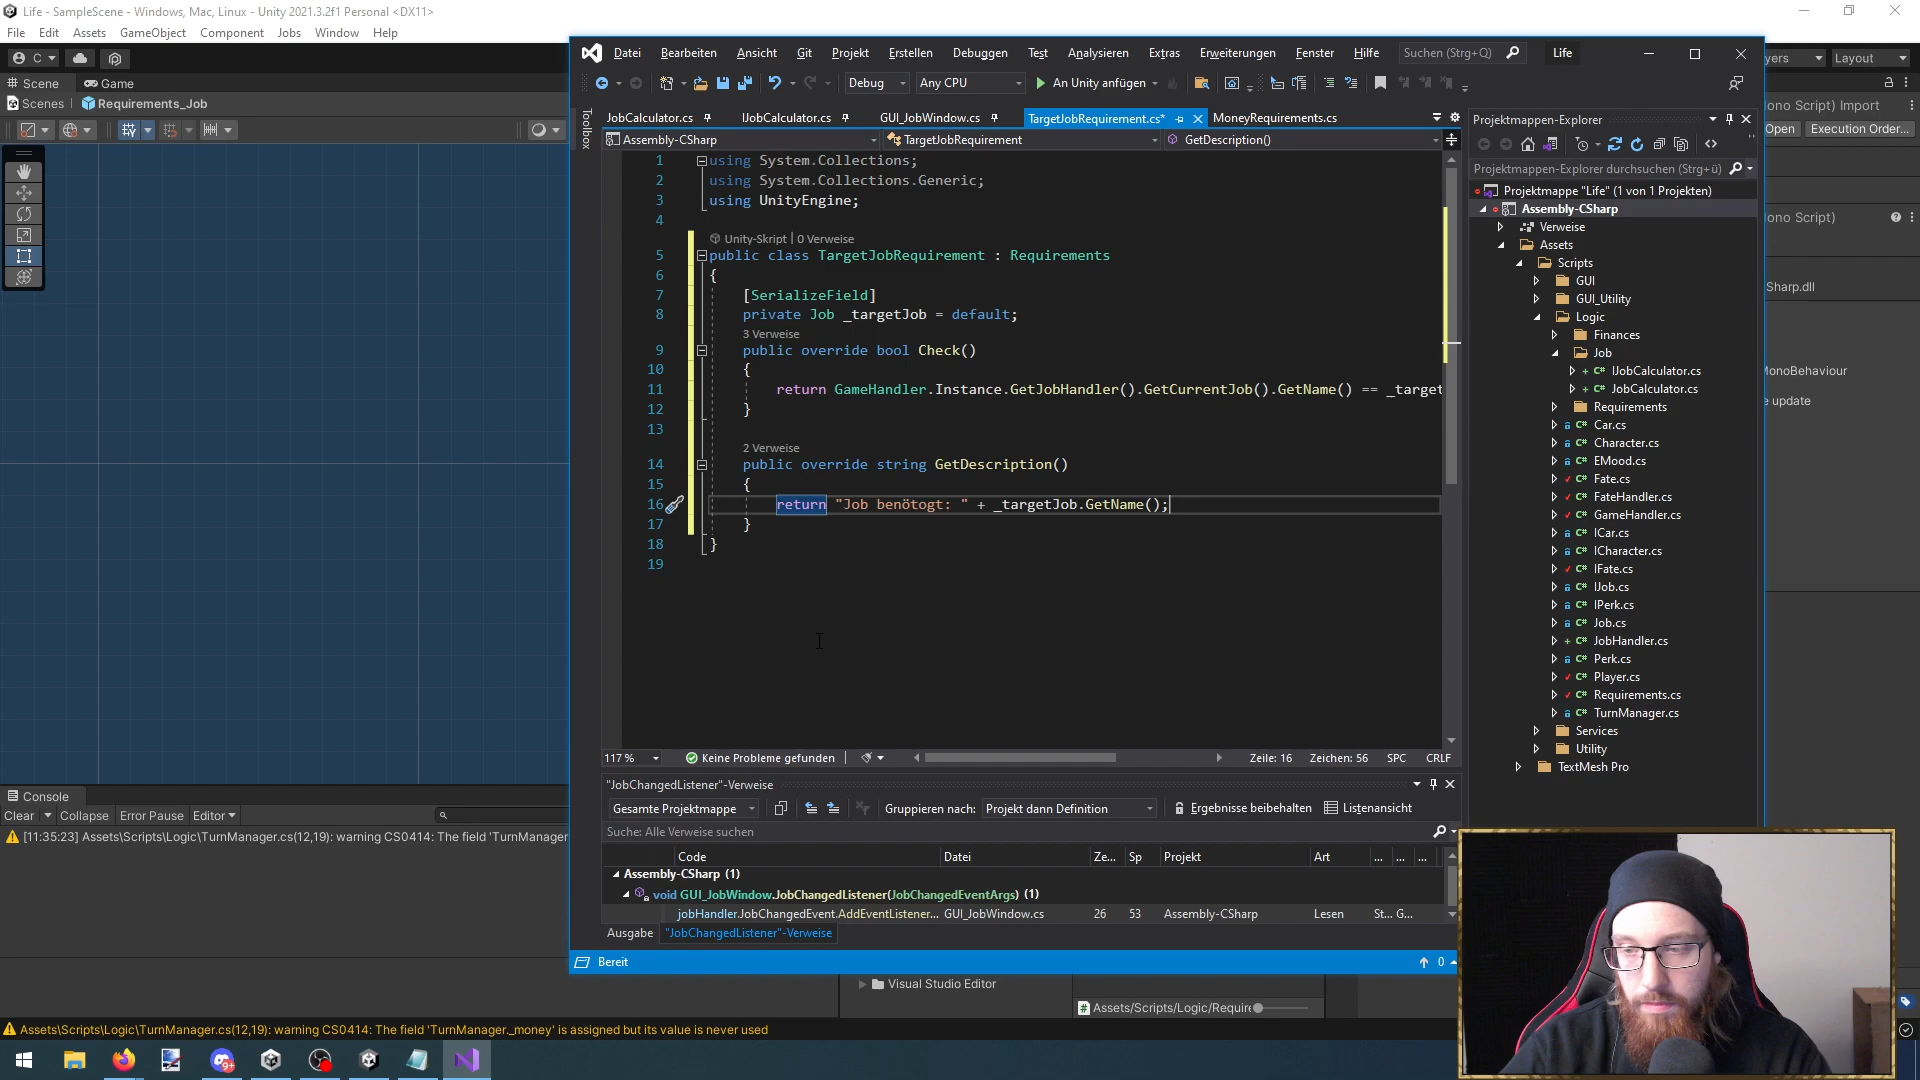 Life - SampleScene - Windows, Mac, Linux - Unity 2021.3.2f1 Personal <DX11>
File Edit Assets GameObject Component Jobs Window Help
C
Layout
Scene Game
Scenes Requirements_Job
Datei Bearbeiten Ansicht Git Projekt Erstellen Debuggen Test Analysieren Extras Erweiterungen Fenster Hilfe Suchen (Strg+Q) Life
Debug Any CPU An Unity anfügen
Toolbox
JobCalculator.cs IJobCalculator.cs GUI_JobWindow.cs TargetJobRequirement.cs* MoneyRequirements.cs
Assembly-CSharp TargetJobRequirement GetDescription()
1 using System.Collections;
2 using System.Collections.Generic;
3 using UnityEngine;
4
Unity-Skript | 0 Verweise
5 public class TargetJobRequirement : Requirements
6 {
7 [SerializeField]
8 private Job _targetJob = default;
3 Verweise
9 public override bool Check()
10 {
11 return GameHandler.Instance.GetJobHandler().GetCurrentJob().GetName() == _target
12 }
13
2 Verweise
14 public override string GetDescription()
15 {
16 return "Job benötogt: " + _targetJob.GetName();
17 }
18 }
19
117 % Keine Probleme gefunden Zeile: 16 Zeichen: 56 SPC CRLF
"JobChangedListener"-Verweise
Gesamte Projektmappe Gruppieren nach: Projekt dann Definition Ergebnisse beibehalten Listenansicht
Suche: Alle Verweise suchen
Code Datei Ze... Sp Projekt Art ... ... ...
Assembly-CSharp (1)
void GUI_JobWindow.JobChangedListener(JobChangedEventArgs) (1)
jobHandler.JobChangedEvent.AddEventListener... GUI_JobWindow.cs 26 53 Assembly-CSharp Lesen St... G...
Ausgabe "JobChangedListener"-Verweise
Bereit 0
Projektmappen-Explorer
Projektmappen-Explorer durchsuchen (Strg+ü)
Projektmappe "Life" (1 von 1 Projekten)
Assembly-CSharp
Verweise
Assets
Scripts
GUI
GUI_Utility
Logic
Finances
Job
IJobCalculator.cs
JobCalculator.cs
Requirements
Car.cs
Character.cs
EMood.cs
Fate.cs
FateHandler.cs
GameHandler.cs
ICar.cs
ICharacter.cs
IFate.cs
IJob.cs
IPerk.cs
Job.cs
JobHandler.cs
Perk.cs
Player.cs
Requirements.cs
TurnManager.cs
Services
Utility
TextMesh Pro
ono Script) Import
Open Execution Order...
ono Script)
Sharp.dll
MonoBehaviour
e update
Console
Clear Collapse Error Pause Editor
[11:35:23] Assets\Scripts\Logic\TurnManager.cs(12,19): warning CS0414: The field 'TurnManager
Visual Studio Editor
Assets/Scripts/Logic/Require
Assets\Scripts\Logic\TurnManager.cs(12,19): warning CS0414: The field 'TurnManager._money' is assigned but its value is never used
9+